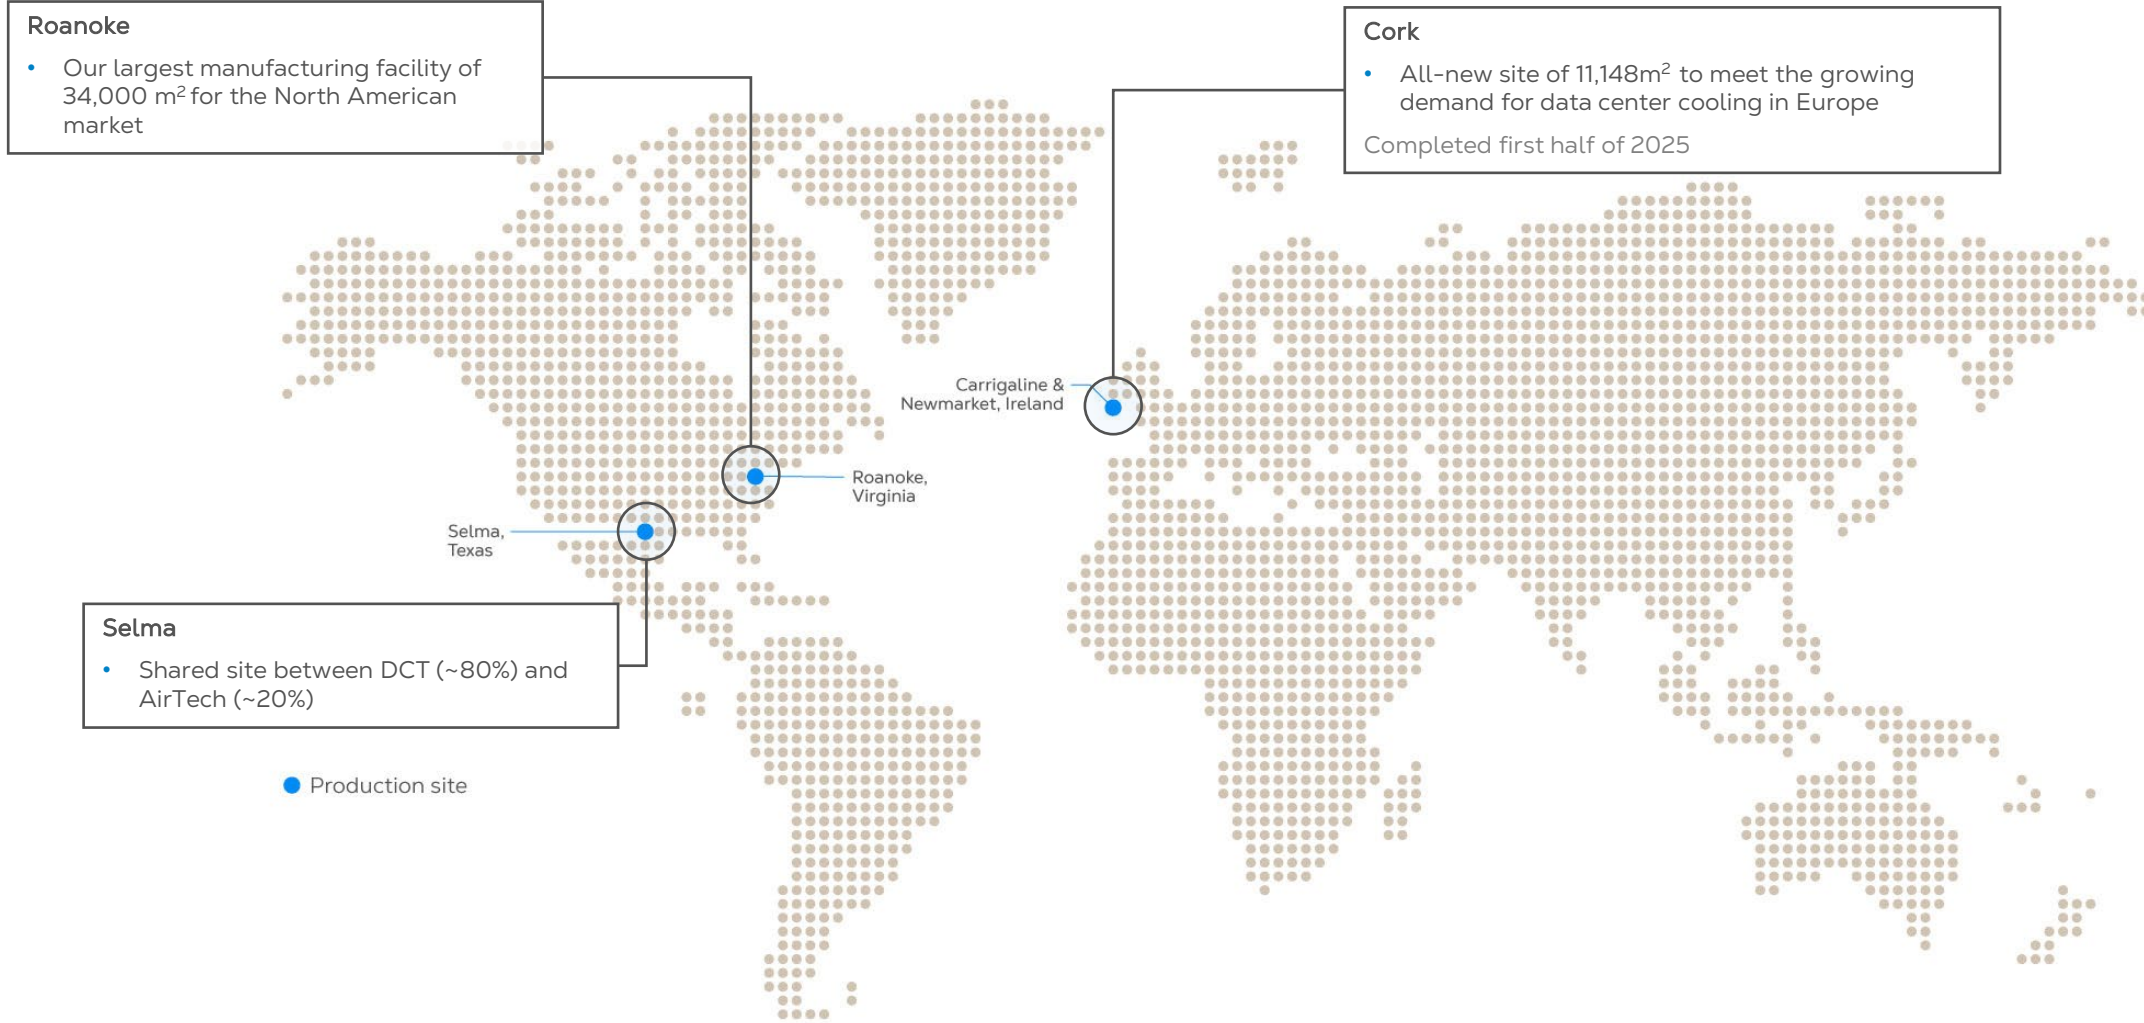 Roanoke
• Our largest manufacturing facility of
34,000 m² for the North American
market
Cork
• All-new site of 11,148m² to meet the growing
demand for data center cooling in Europe
Completed first half of 2025
Carrigaline &
Newmarket, Ireland
Roanoke,
Virginia
Selma,
Texas
Selma
• Shared site between DCT (~80%) and
AirTech (~20%)
Production site